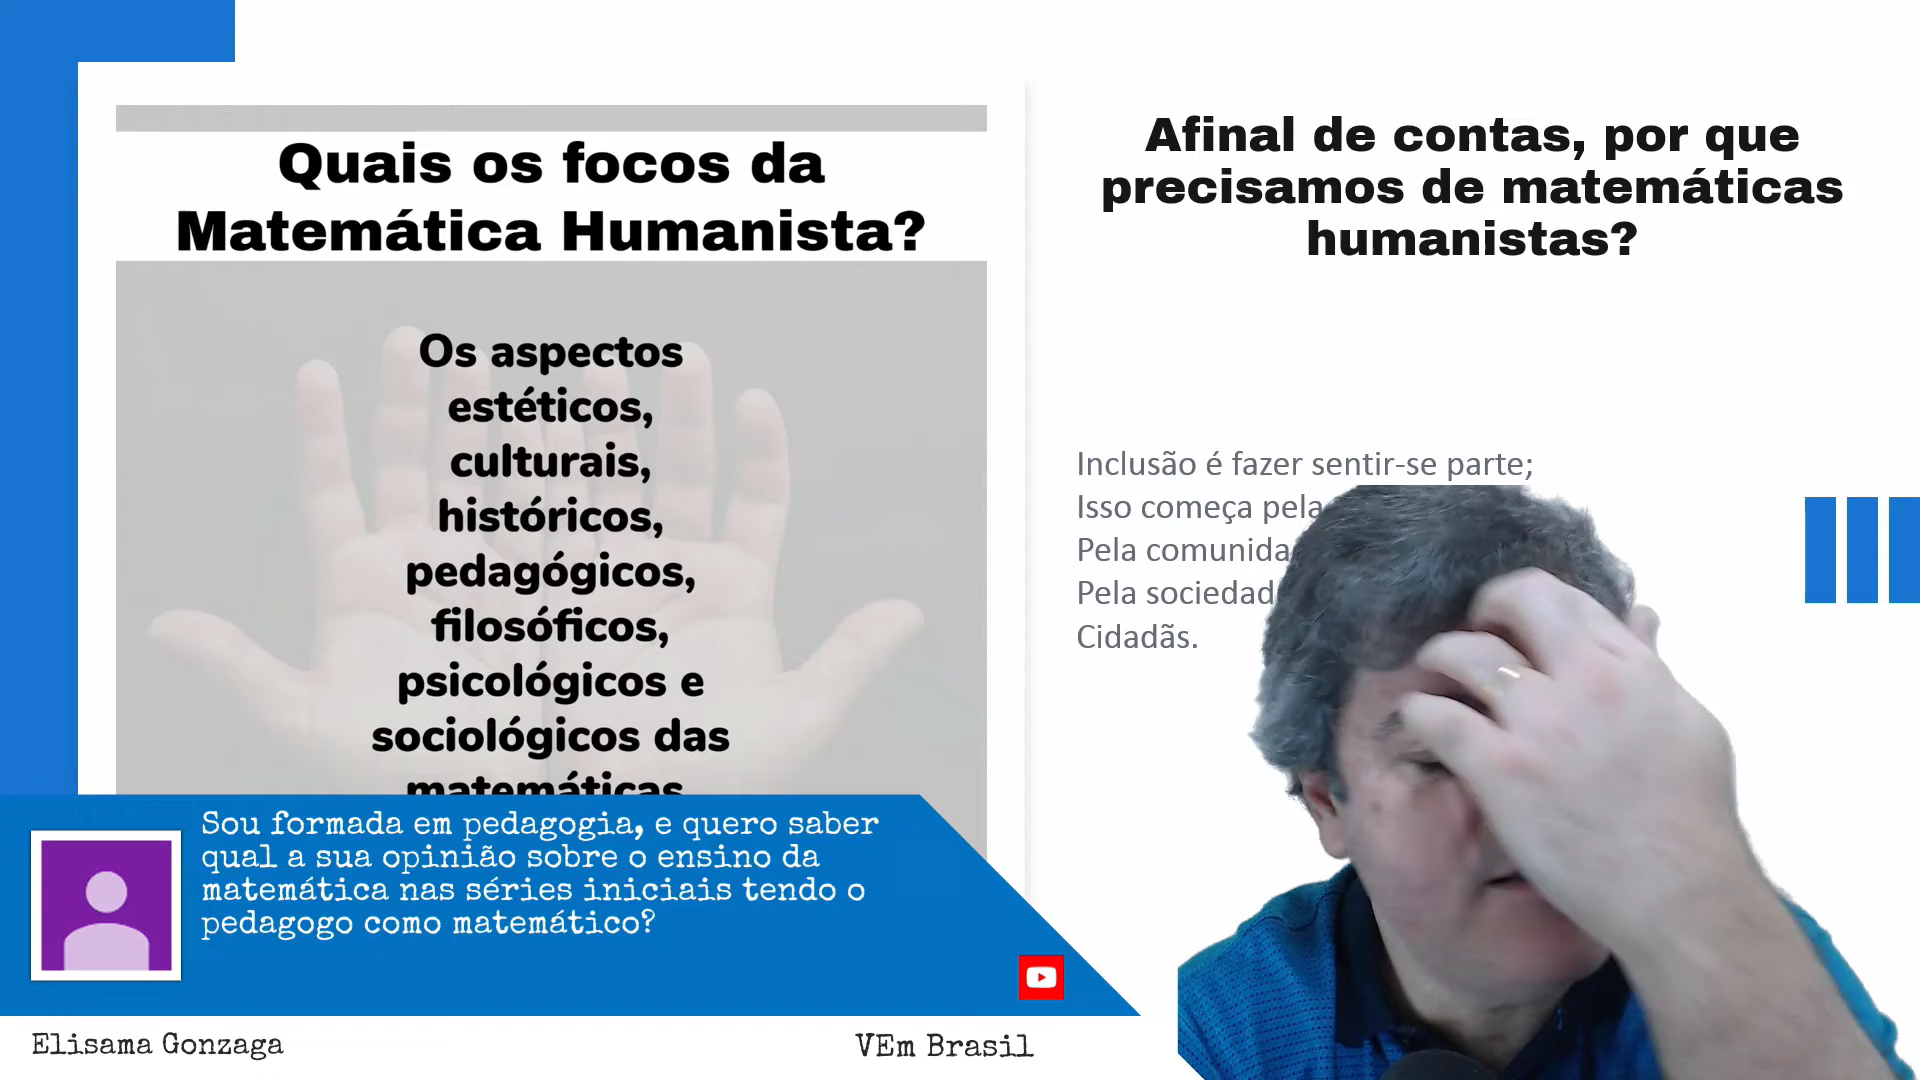 Quais os focos da
Matemática Humanista?
Os aspectos
estéticos,
culturais,
históricos,
pedagógicos,
filosóficos,
psicológicos e
sociológicos das
matemáticas
Afinal de contas, por que
precisamos de matemáticas
humanistas?
Inclusão é fazer sentir-se parte;
Isso começa pela
Pela
Pela
Cidadãs.
Sou formada em pedagogia, e quero saber
qual a sua opinião sobre o ensino da
matemática nas séries iniciais tendo o
pedagogo como matemático?
Elisama Gonzaga
VEm Brasil